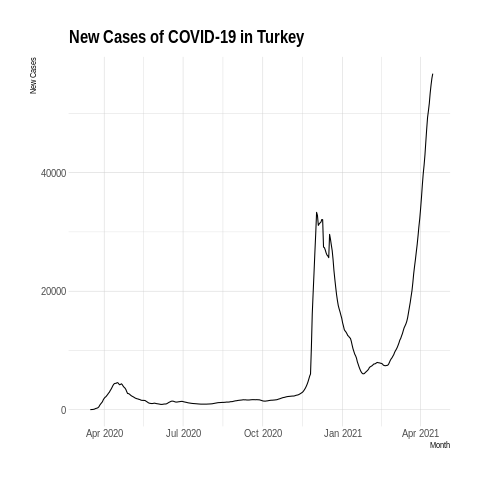 New Cases of COVID-19 in Turkey
New Cases
40000
20000
0
Apr 2020 Jul 2020 Oct 2020 Jan 2021 Apr 2021
Month